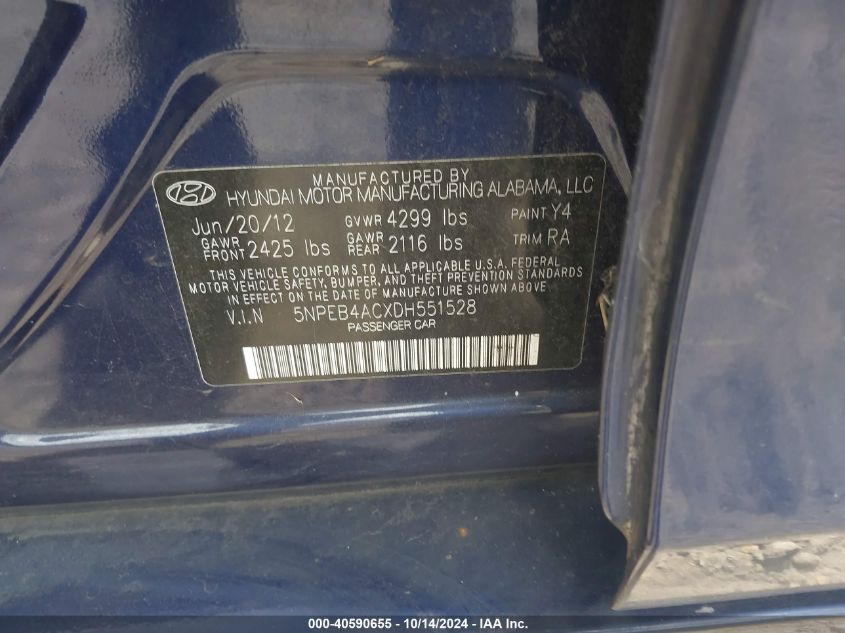 MANUFACTURED BY
HYUNDAI MOTOR MANUFACTURING ALABAMA, LLC
Jun/20/12 GVWR 4299 lbs PAINT Y4
GAWR FRONT 2425 lbs GAWR REAR 2116 lbs TRIM RA
THIS VEHICLE CONFORMS TO ALL APPLICABLE U.S.A. FEDERAL
MOTOR VEHICLE SAFETY, BUMPER, AND THEFT PREVENTION STANDARDS
IN EFFECT ON THE DATE OF MANUFACTURE SHOWN ABOVE.
V.I.N 5NPEB4ACXDH551528
PASSENGER CAR
000-40590655 - 10/14/2024 - IAA Inc.